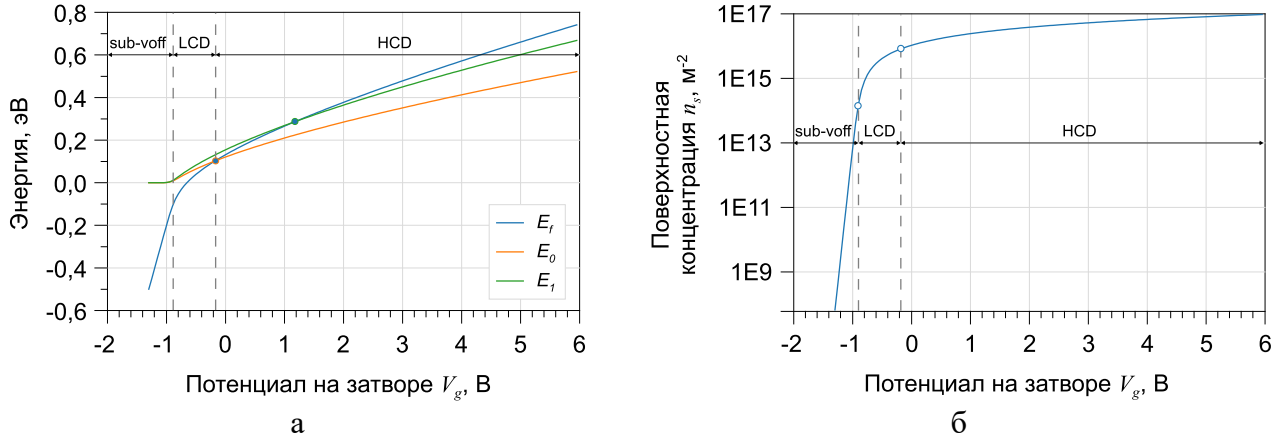 0,8
0,6
0,4
0,2
0,0
-0,2
-0,4
-0,6
Энергия, эВ
sub-voff LCD HCD
E_f
E_0
E_1
-2 -1 0 1 2 3 4 5 6
Потенциал на затворе V_g, В
а
1E17
1E15
1E13
1E11
1E9
Поверхностная
концентрация n_s, м⁻²
sub-voff LCD HCD
-2 -1 0 1 2 3 4 5 6
Потенциал на затворе V_g, В
б